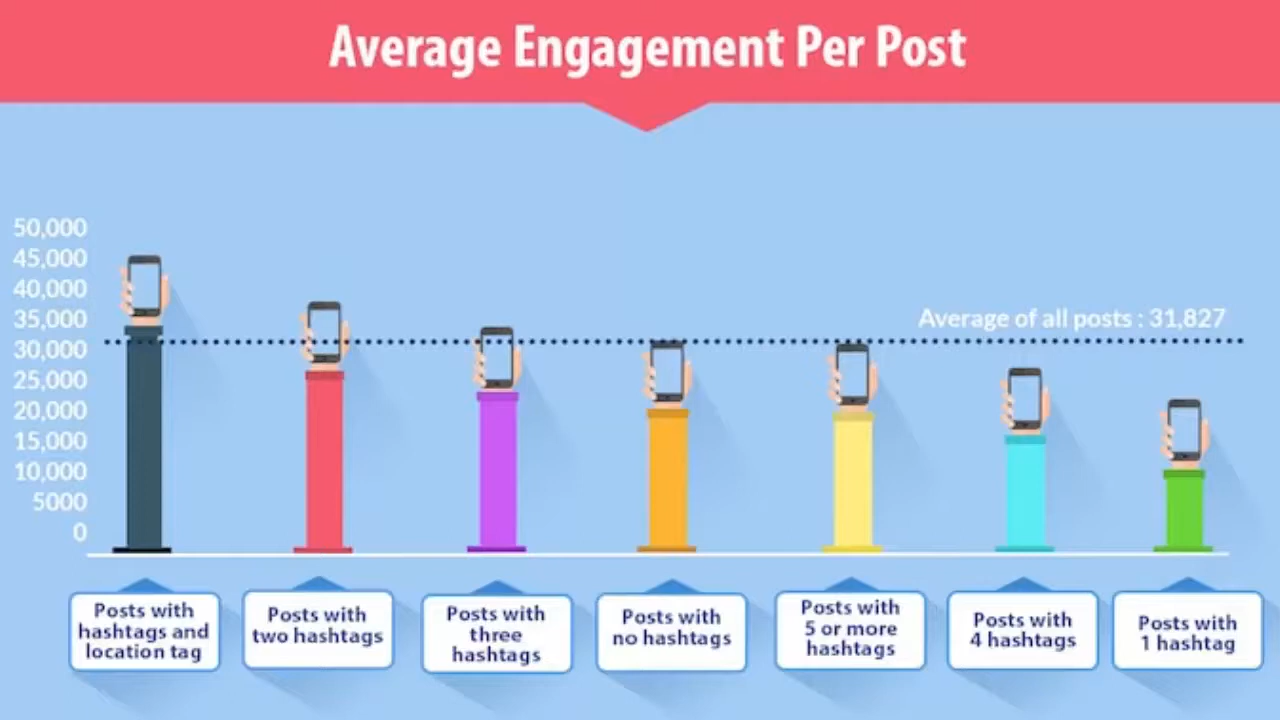 Average Engagement Per Post
50,000
45,000
40,000
35,000
30,000
25,000
20,000
15,000
10,000
5000
0
Average of all posts : 31,827
Posts with
hashtags and
location tag
Posts with
two hashtags
Posts with
three
hashtags
Posts with
no hashtags
Posts with
5 or more
hashtags
Posts with
4 hashtags
Posts with
1 hashtag